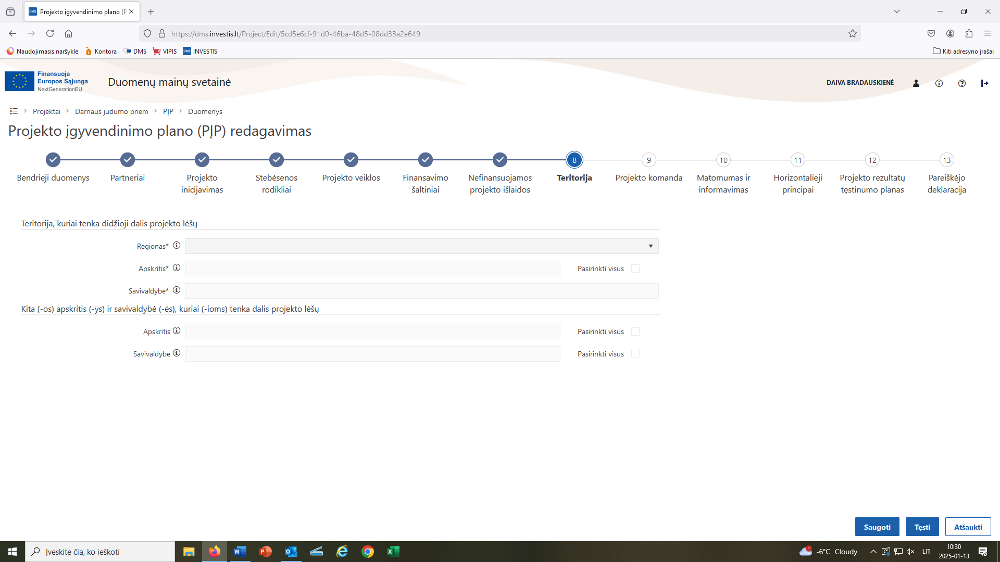 Projekto įgyvendinimo plano (P
https://dms.investis.lt/Project/Edit/5cd5e6cf-91d0-46ba-48d5-08dd33a2e649
Naudojimasis naršykle Kontora DMS VIPIS DMS INVESTIS Kiti adresyno įrašai
Finansuoja
Europos Sąjunga
NextGenerationEU
Duomenų mainų svetainė
DAIVA BRADAUSKIENĖ
Projektai > Darnaus judumo priem > PĮP > Duomenys
Projekto įgyvendinimo plano (PĮP) redagavimas
8 9 10 11 12 13
Bendrieji duomenys Partneriai Projekto inicijavimas Stebėsenos rodikliai Projekto veiklos Finansavimo šaltiniai Nefinansuojamos projekto išlaidos Teritorija Projekto komanda Matomumas ir informavimas Horizontalieji principai Projekto rezultatų tęstinumo planas Pareiškėjo deklaracija
Teritorija, kuriai tenka didžioji dalis projekto lėšų
Regionas*
Apskritis* Pasirinkti visus
Savivaldybė*
Kita (-os) apskritis (-ys) ir savivaldybė (-ės), kuriai (-ioms) tenka dalis projekto lėšų
Apskritis Pasirinkti visus
Savivaldybė Pasirinkti visus
Saugoti Tęsti Atšaukti
Įveskite čia, ko ieškoti
1 -6°C Cloudy LIT 10:30
2025-01-13